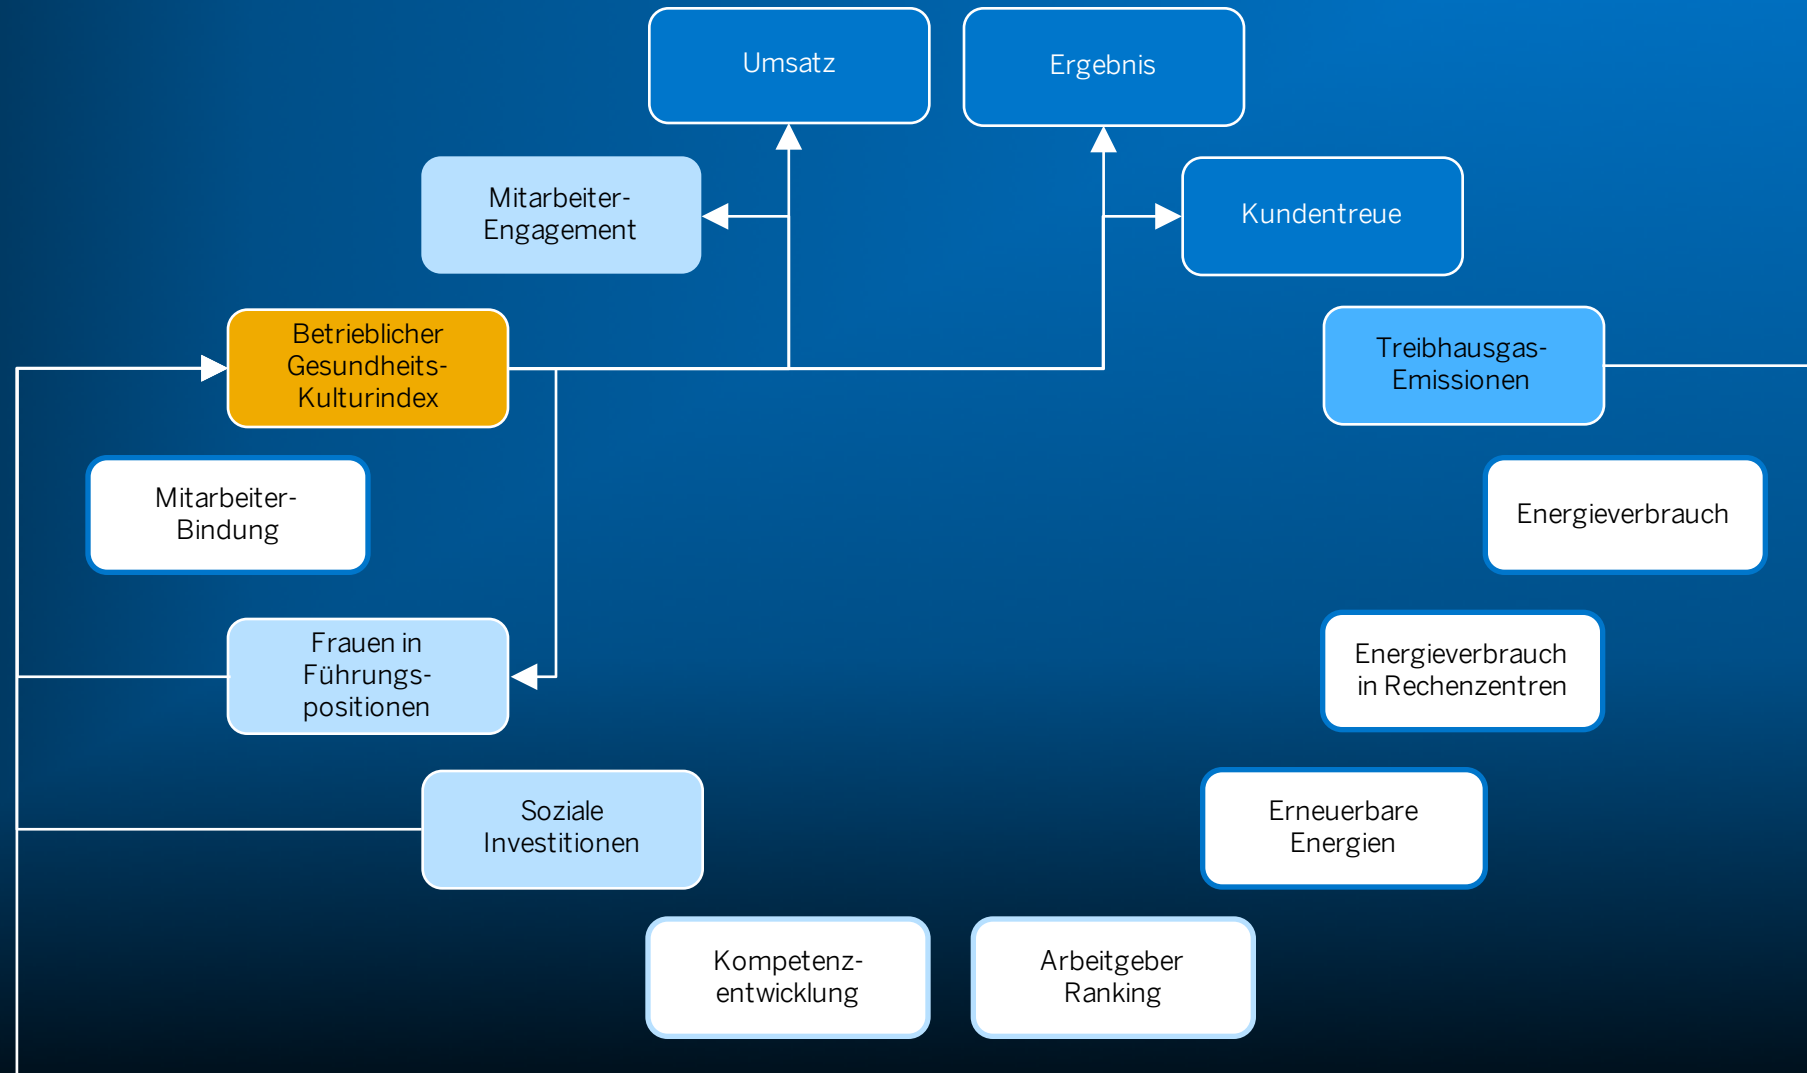 Umsatz
Ergebnis
Mitarbeiter-
Engagement
Kundentreue
Betrieblicher
Gesundheits-
Kulturindex
Treibhausgas-
Emissionen
Mitarbeiter-
Bindung
Energieverbrauch
Frauen in
Führungs-
positionen
Energieverbrauch
in Rechenzentren
Soziale
Investitionen
Erneuerbare
Energien
Kompetenz-
entwicklung
Arbeitgeber
Ranking